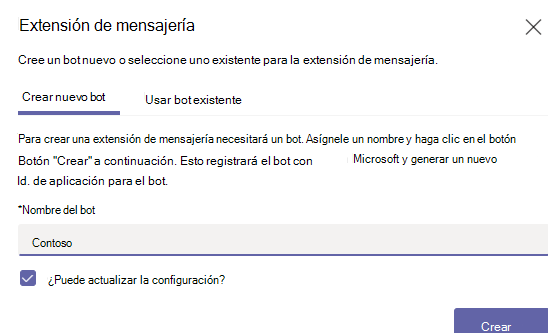 Extensión de mensajería
Cree un bot nuevo o seleccione uno existente para la extensión de mensajería.
Crear nuevo bot Usar bot existente
Para crear una extensión de mensajería necesitará un bot. Asígnele un nombre y haga clic en el botón
Botón "Crear" a continuación. Esto registrará el bot con Microsoft y generar un nuevo
Id. de aplicación para el bot.
*Nombre del bot
Contoso
¿Puede actualizar la configuración?
Crear